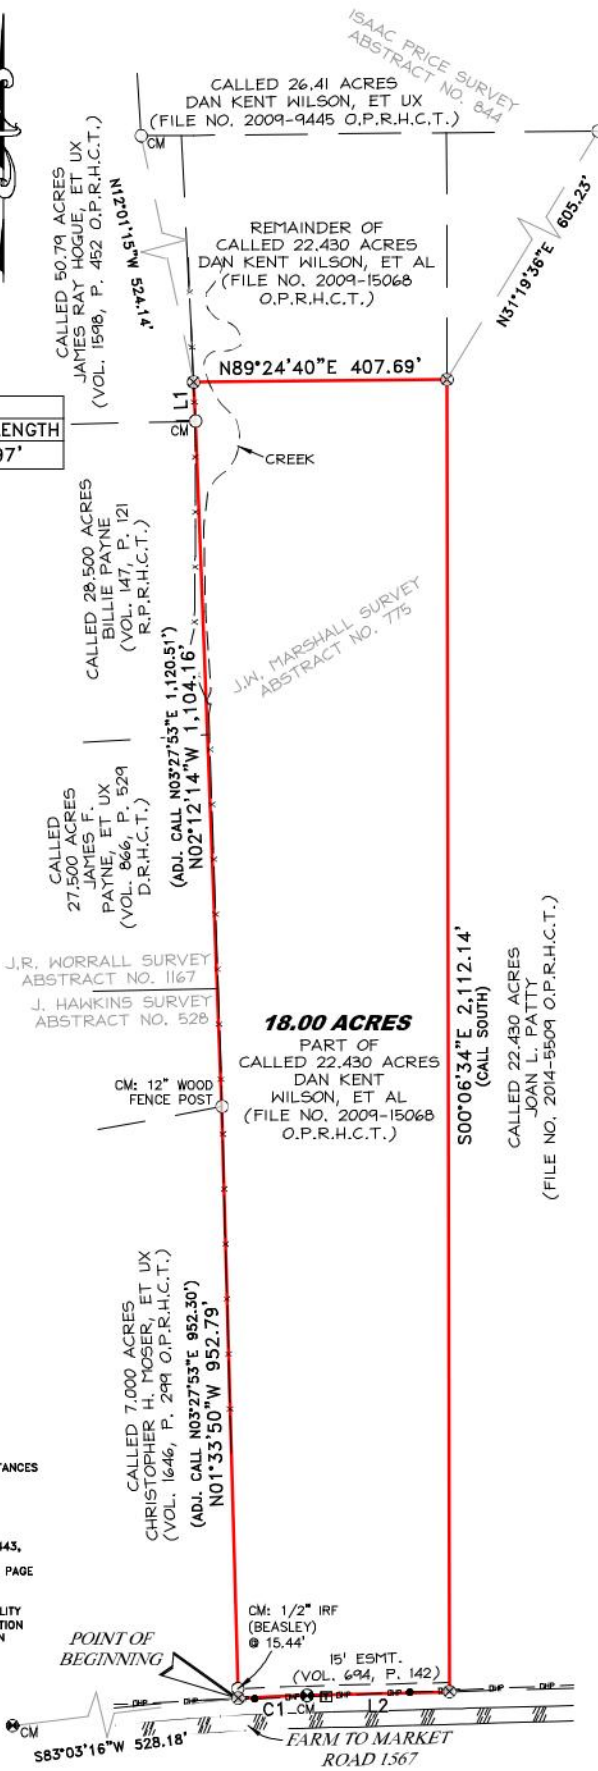 ISAAC PRICE SURVEY
ABSTRACT NO. 844
CALLED 26.41 ACRES
DAN KENT WILSON, ET UX
(FILE NO. 2009-9445 O.P.R.H.C.T.)
CM
CALLED 50.79 ACRES
JAMES RAY HOGUE, ET UX
(VOL. 1598, P. 452 O.P.R.H.C.T.)
N12°01'15"W 524.14'
REMAINDER OF
CALLED 22.430 ACRES
DAN KENT WILSON, ET AL
(FILE NO. 2009-15068
O.P.R.H.C.T.)
N31°19'36"E 605.23'
N89°24'40"E 407.69'
L1
CM
ENGTH
97'
CREEK
CALLED 28.500 ACRES
BILLIE PAYNE
(VOL. 147, P. 121
R.P.R.H.C.T.)
J.W. MARSHALL SURVEY
ABSTRACT NO. 775
(ADJ. CALL N03°27'53"E 1,120.51')
N02°12'14"W 1,104.16'
CALLED
27.500 ACRES
JAMES F.
PAYNE, ET UX
(VOL. 866, P. 529
D.R.H.C.T.)
J.R. WORRALL SURVEY
ABSTRACT NO. 1167
J. HAWKINS SURVEY
ABSTRACT NO. 528
S00°06'34"E 2,112.14'
(CALL SOUTH)
CALLED 22.430 ACRES
JOAN L. PATTY
(FILE NO. 2014-5509 O.P.R.H.C.T.)
18.00 ACRES
PART OF
CALLED 22.430 ACRES
DAN KENT
WILSON, ET AL
(FILE NO. 2009-15068
O.P.R.H.C.T.)
CM: 12" WOOD
FENCE POST
CALLED 7.000 ACRES
CHRISTOPHER H. MOSER, ET UX
(VOL. 1646, P. 299 O.P.R.H.C.T.)
(ADJ. CALL N03°27'53"E 952.30')
N01°33'50"W 952.79'
TANCES
443,
PAGE
LITY
TION
N
CM: 1/2" IRF
(BEASLEY)
@ 15.44'
POINT OF
BEGINNING
15' ESMT.
(VOL. 694, P. 142)
OHP OHP OHP OHP OHP OHP
C1 CM L2
CM
S83°03'16"W 528.18'
FARM TO MARKET
ROAD 1567